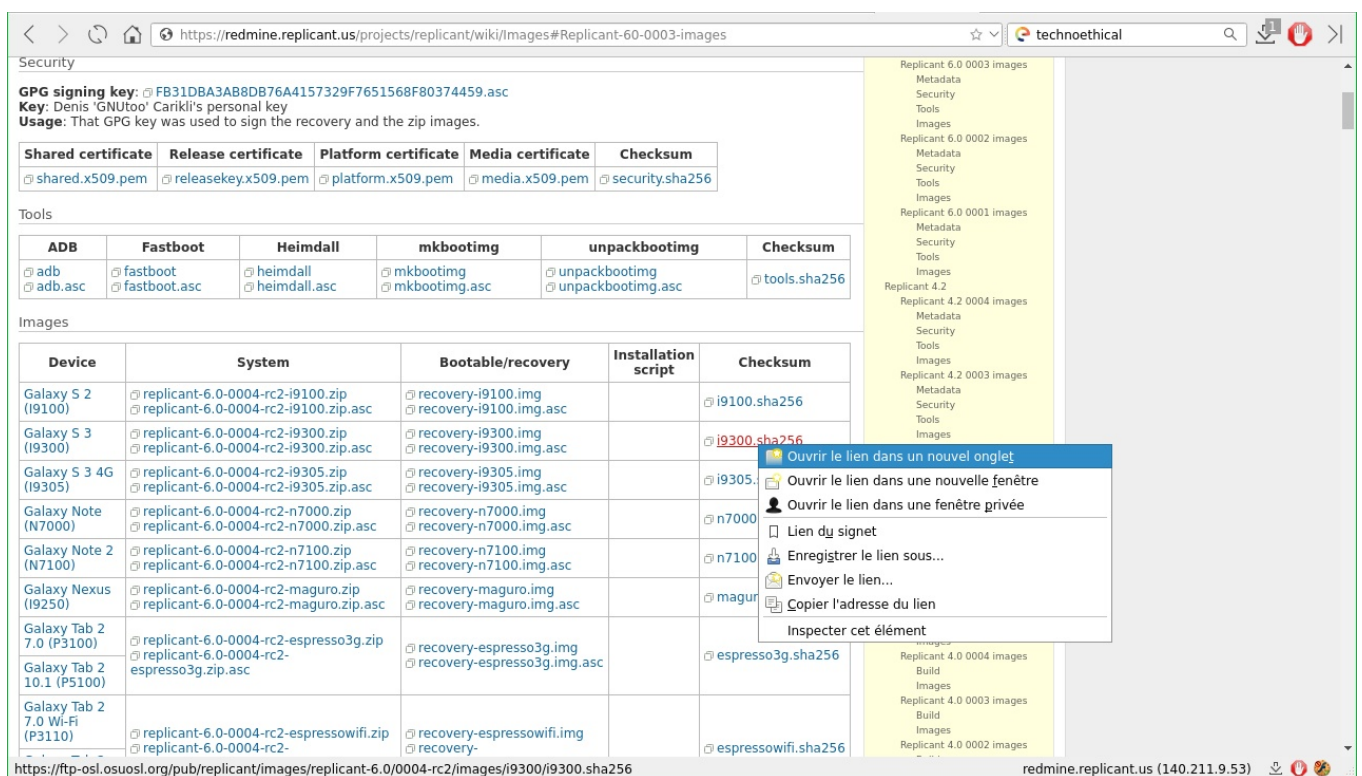 https://redmine.replicant.us/projects/replicant/wiki/Images#Replicant-60-0003-images
technoethical
1
Security
GPG signing key: FB31DBA3AB8DB76A4157329F7651568F80374459.asc
Key: Denis 'GNUtoo' Carikli's personal key
Usage: That GPG key was used to sign the recovery and the zip images.
Shared certificate Release certificate Platform certificate Media certificate Checksum
shared.x509.pem releasekey.x509.pem platform.x509.pem media.x509.pem security.sha256
Tools
ADB Fastboot Heimdall mkbootimg unpackbootimg Checksum
adb fastboot heimdall mkbootimg unpackbootimg tools.sha256
adb.asc fastboot.asc heimdall.asc mkbootimg.asc unpackbootimg.asc
Images
Device System Bootable/recovery Installation script Checksum
Galaxy S 2 replicant-6.0-0004-rc2-i9100.zip recovery-i9100.img i9100.sha256
(I9100) replicant-6.0-0004-rc2-i9100.zip.asc recovery-i9100.img.asc
Galaxy S 3 replicant-6.0-0004-rc2-i9300.zip recovery-i9300.img i9300.sha256
(I9300) replicant-6.0-0004-rc2-i9300.zip.asc recovery-i9300.img.asc
Galaxy S 3 4G replicant-6.0-0004-rc2-i9305.zip recovery-i9305.img i9305.
(I9305) replicant-6.0-0004-rc2-i9305.zip.asc recovery-i9305.img.asc
Galaxy Note replicant-6.0-0004-rc2-n7000.zip recovery-n7000.img n7000
(N7000) replicant-6.0-0004-rc2-n7000.zip.asc recovery-n7000.img.asc
Galaxy Note 2 replicant-6.0-0004-rc2-n7100.zip recovery-n7100.img n7100
(N7100) replicant-6.0-0004-rc2-n7100.zip.asc recovery-n7100.img.asc
Galaxy Nexus replicant-6.0-0004-rc2-maguro.zip recovery-maguro.img magur
(I9250) replicant-6.0-0004-rc2-maguro.zip.asc recovery-maguro.img.asc
Galaxy Tab 2
7.0 (P3100)
Galaxy Tab 2
10.1 (P5100)
replicant-6.0-0004-rc2-espresso3g.zip recovery-espresso3g.img espresso3g.sha256
replicant-6.0-0004-rc2- recovery-espresso3g.img.asc
espresso3g.zip.asc
Galaxy Tab 2
7.0 Wi-Fi
(P3110)
replicant-6.0-0004-rc2-espressowifi.zip recovery-espressowifi.img espressowifi.sha256
replicant-6.0-0004-rc2- recovery-
Replicant 6.0 0003 images
Metadata
Security
Tools
Images
Replicant 6.0 0002 images
Metadata
Security
Tools
Images
Replicant 6.0 0001 images
Metadata
Security
Tools
Images
Replicant 4.2
Replicant 4.2 0004 images
Metadata
Security
Tools
Images
Replicant 4.2 0003 images
Metadata
Security
Tools
Images
Ouvrir le lien dans un nouvel onglet
Ouvrir le lien dans une nouvelle fenêtre
Ouvrir le lien dans une fenêtre privée
Lien du signet
Enregistrer le lien sous...
Envoyer le lien...
Copier l'adresse du lien
Inspecter cet élément
Replicant 4.0 0004 images
Build
Images
Replicant 4.0 0003 images
Build
Images
Replicant 4.0 0002 images
https://ftp-osl.osuosl.org/pub/replicant/images/replicant-6.0/0004-rc2/images/i9300/i9300.sha256
redmine.replicant.us (140.211.9.53)